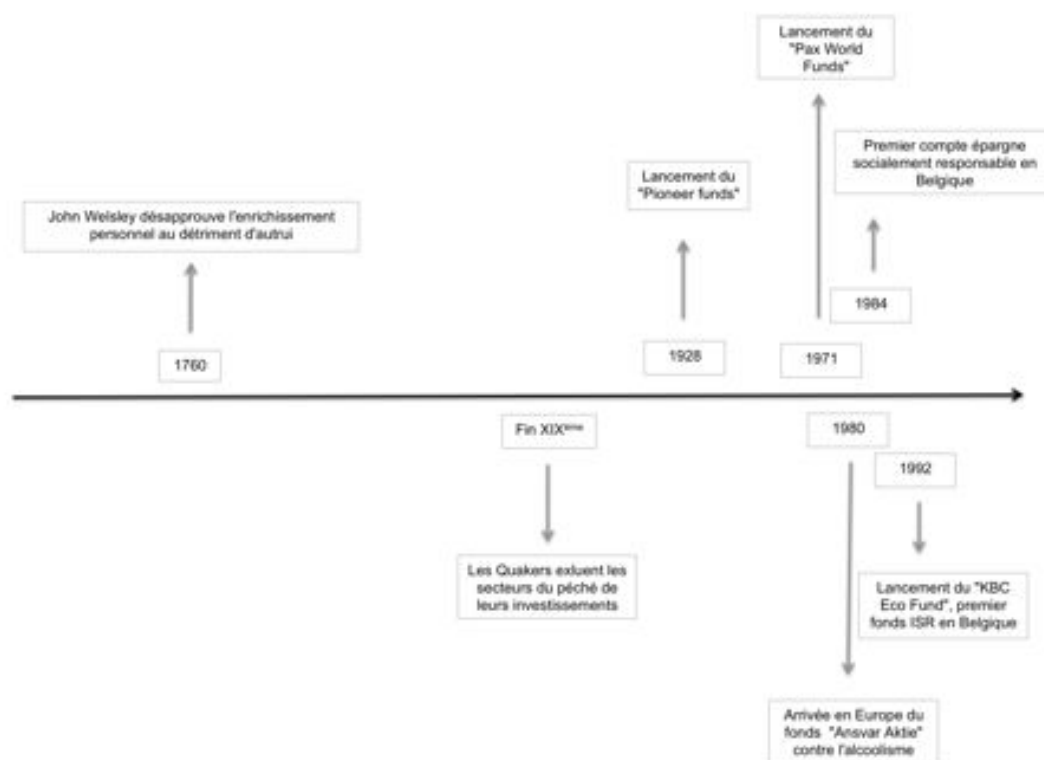 Lancement du
"Pax World
Funds"
Premier compte épargne
socialement responsable en
Belgique
Lancement du
"Pioneer funds"
John Welsley désapprouve l'enrichissement
personnel au détriment d'autrui
1984
1760
1928
1971
Fin XIXème
1980
1992
Les Quakers exluent les
secteurs du péché de
leurs investissements
Lancement du "KBC
Eco Fund", premier
fonds ISR en Belgique
Arrivée en Europe du
fonds "Ansvar Aktie"
contre l'alcoolisme